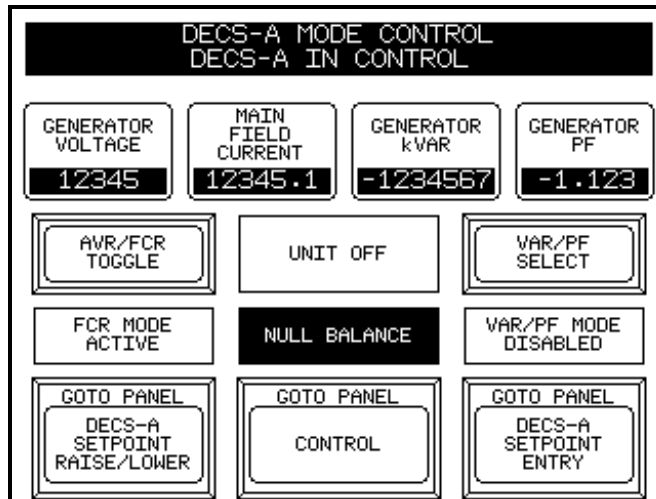 DECS-A MODE CONTROL
DECS-A IN CONTROL
GENERATOR
VOLTAGE
12345
MAIN
FIELD
CURRENT
12345.1
GENERATOR
kVAR
-1234567
GENERATOR
PF
-1.123
AVR/FCR
TOGGLE
UNIT OFF
VAR/PF
SELECT
FCR MODE
ACTIVE
NULL BALANCE
VAR/PF MODE
DISABLED
GOTO PANEL
DECS-A
SETPOINT
RAISE/LOWER
GOTO PANEL
CONTROL
GOTO PANEL
DECS-A
SETPOINT
ENTRY